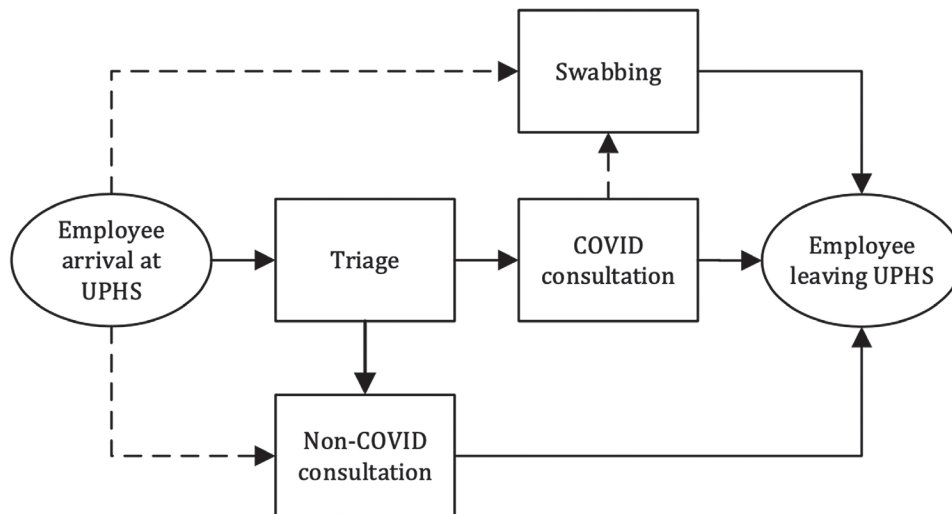 Swabbing
Employee
arrival at
UPHS
Triage
COVID
consultation
Employee
leaving UPHS
Non-COVID
consultation